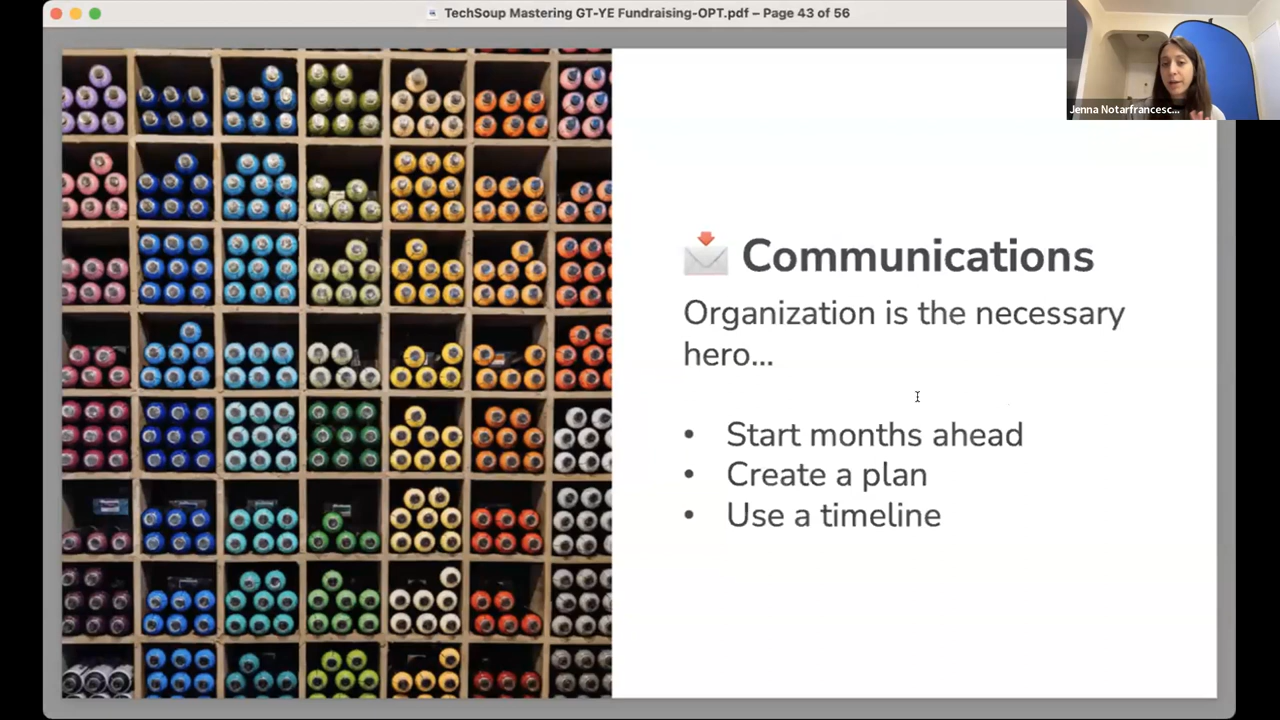 TechSoup Mastering GT-YE Fundraising-OPT.pdf – Page 43 of 56
Jenna Notarfrancesc...
Communications
Organization is the necessary
hero...
• Start months ahead
• Create a plan
• Use a timeline